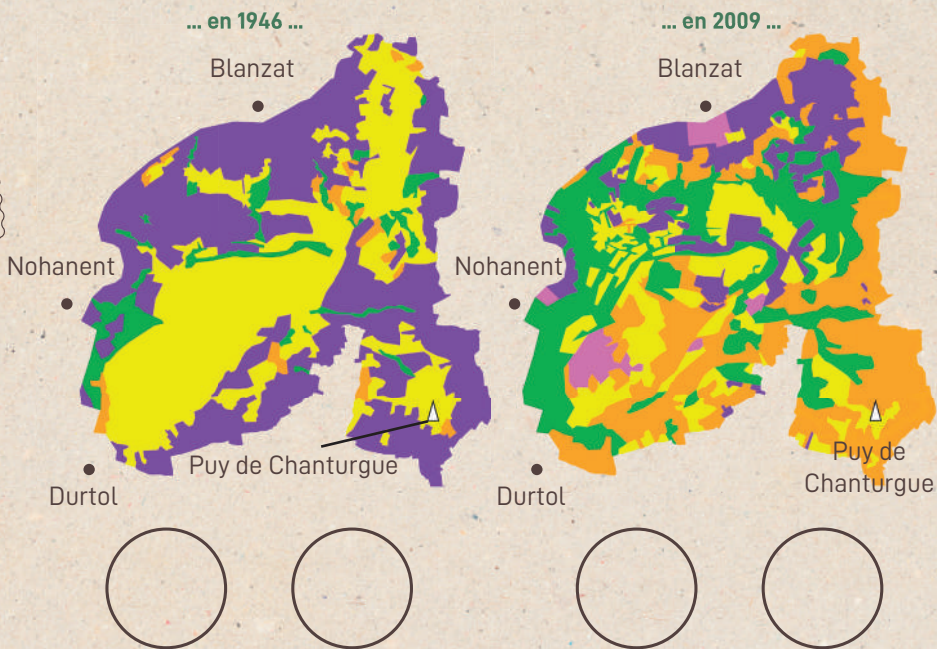 ... en 1946 ...
Blanzat
Nohanent
Puy de Chanturgue
Durtol
... en 2009 ...
Blanzat
Nohanent
Puy de
Chanturgue
Durtol